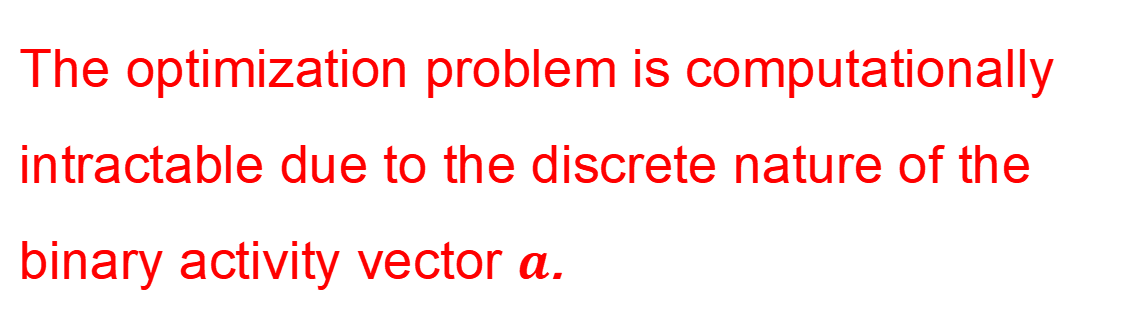 The optimization problem is computationally
intractable due to the discrete nature of the
binary activity vector a.